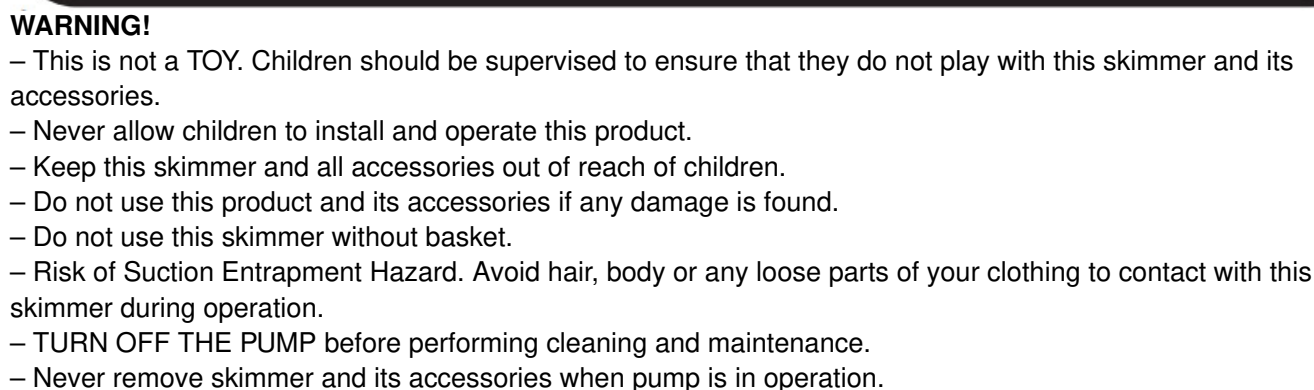 WARNING!
– This is not a TOY. Children should be supervised to ensure that they do not play with this skimmer and its
accessories.
– Never allow children to install and operate this product.
– Keep this skimmer and all accessories out of reach of children.
– Do not use this product and its accessories if any damage is found.
– Do not use this skimmer without basket.
– Risk of Suction Entrapment Hazard. Avoid hair, body or any loose parts of your clothing to contact with this
skimmer during operation.
– TURN OFF THE PUMP before performing cleaning and maintenance.
– Never remove skimmer and its accessories when pump is in operation.